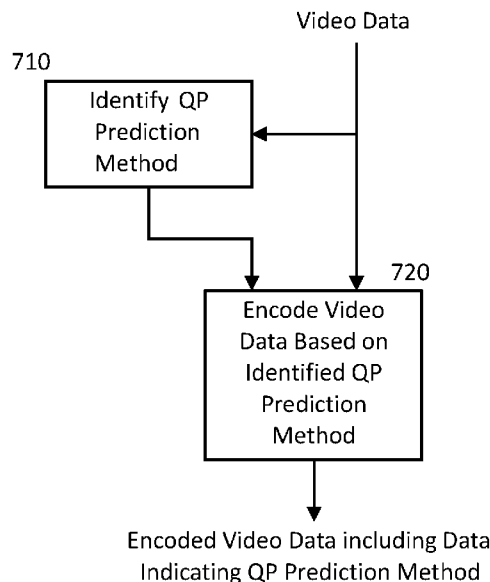 Video Data
710
Identify QP
Prediction
Method
720
Encode Video
Data Based on
Identified QP
Prediction
Method
Encoded Video Data including Data
Indicating QP Prediction Method